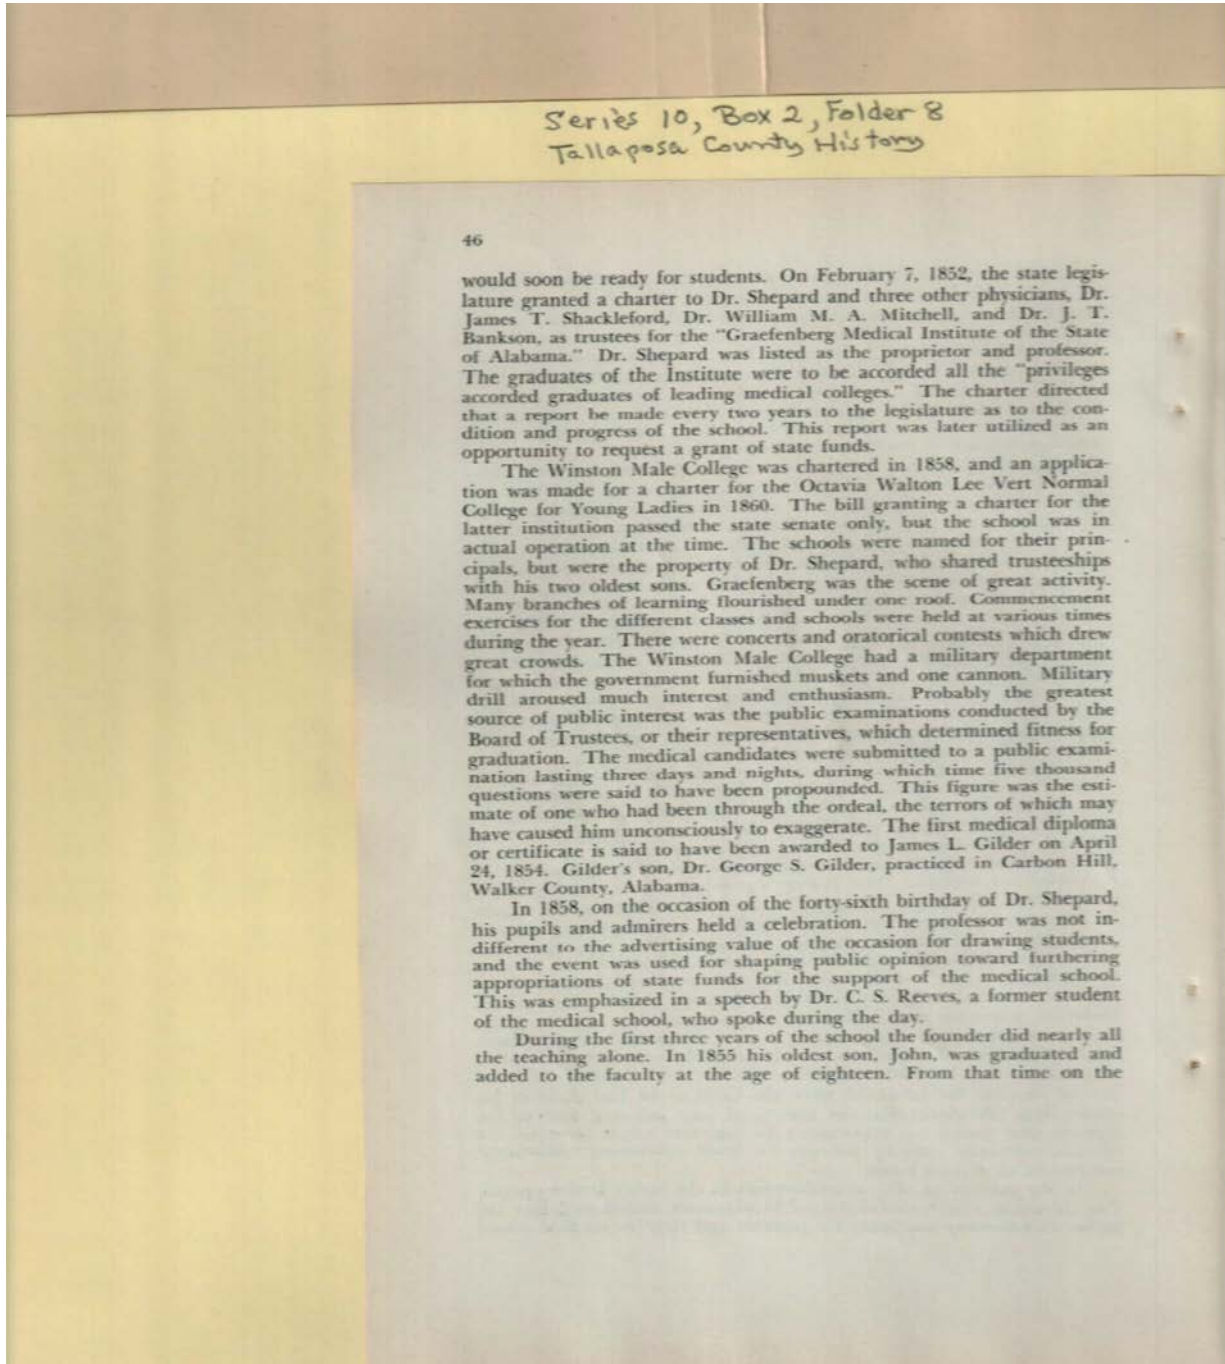 Series 10, Box 2, Folder 8
Tallaposa County History
46
would soon be ready for students. On February 7, 1852, the state legis-
lature granted a charter to Dr. Shepard and three other physicians, Dr.
James T. Shackleford, Dr. William M. A. Mitchell, and Dr. J. T.
Bankson, as trustees for the "Graefenberg Medical Institute of the State
of Alabama." Dr. Shepard was listed as the proprietor and professor.
The graduates of the Institute were to be accorded all the "privileges
accorded graduates of leading medical colleges." The charter directed
that a report be made every two years to the legislature as to the con-
dition and progress of the school. This report was later utilized as an
opportunity to request a grant of state funds.
The Winston Male College was chartered in 1858, and an applica-
tion was made for a charter for the Octavia Walton Lee Vert Normal
College for Young Ladies in 1860. The bill granting a charter for the
latter institution passed the state senate only, but the school was in
actual operation at the time. The schools were named for their prin-
cipals, but were the property of Dr. Shepard, who shared trusteeships
with his two oldest sons. Graefenberg was the scene of great activity.
Many branches of learning flourished under one roof. Commencement
exercises for the different classes and schools were held at various times
during the year. There were concerts and oratorical contests which drew
great crowds. The Winston Male College had a military department
for which the government furnished muskets and one cannon. Military
drill aroused much interest and enthusiasm. Probably the greatest
source of public interest was the public examinations conducted by the
Board of Trustees, or their representatives, which determined fitness for
graduation. The medical candidates were submitted to a public exami-
nation lasting three days and nights, during which time five thousand
questions were said to have been propounded. This figure was the esti-
mate of one who had been through the ordeal, the terrors of which may
have caused him unconsciously to exaggerate. The first medical diploma
or certificate is said to have been awarded to James L. Gilder on April
24, 1854. Gilder's son, Dr. George S. Gilder, practiced in Carbon Hill,
Walker County, Alabama.
In 1858, on the occasion of the forty-sixth birthday of Dr. Shepard,
his pupils and admirers held a celebration. The professor was not in-
different to the advertising value of the occasion for drawing students,
and the event was used for shaping public opinion toward furthering
appropriations of state funds for the support of the medical school.
This was emphasized in a speech by Dr. C. S. Reeves, a former student
of the medical school, who spoke during the day.
During the first three years of the school the founder did nearly all
the teaching alone. In 1855 his oldest son, John, was graduated and
added to the faculty at the age of eighteen. From that time on the